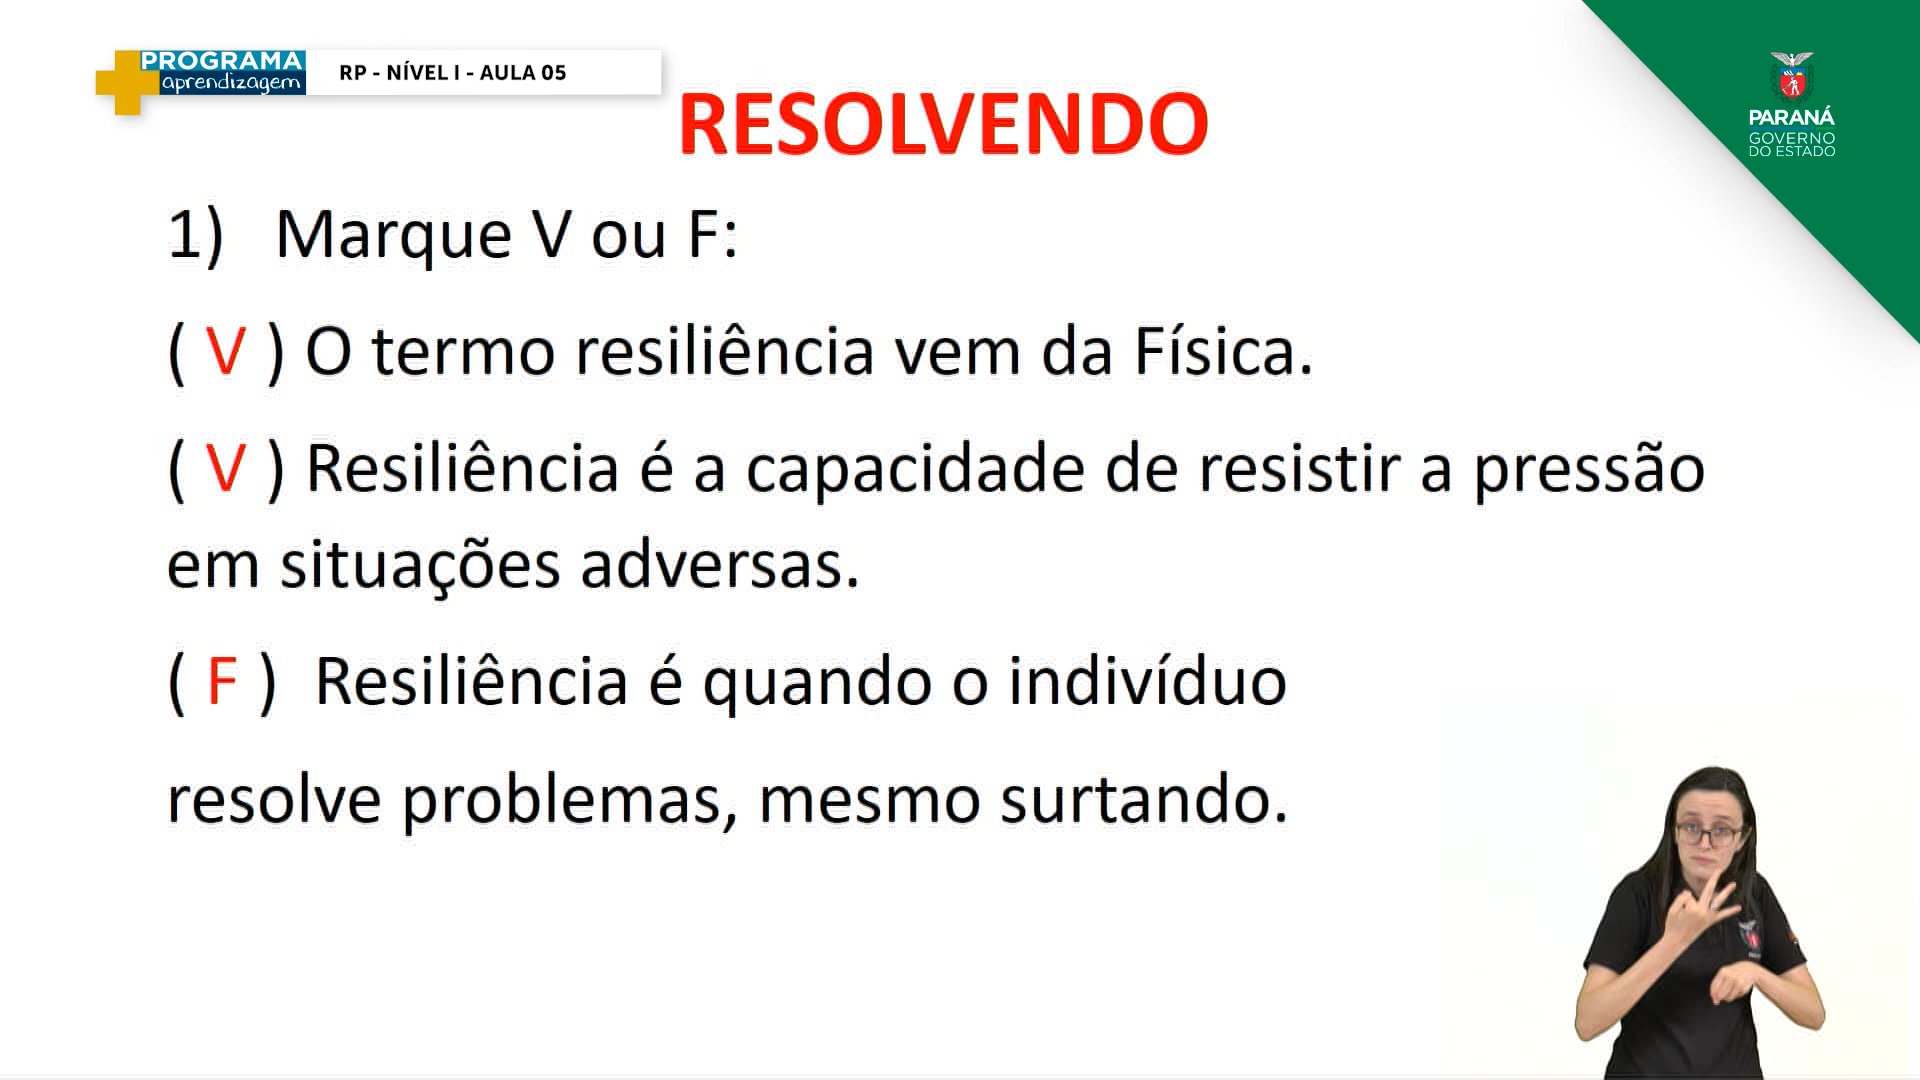 PROGRAMA
aprendizagem
RP - NÍVEL I - AULA 05
PARANÁ
GOVERNO
DO ESTADO
RESOLVENDO
1) Marque V ou F:
( V ) O termo resiliência vem da Física.
( V ) Resiliência é a capacidade de resistir a pressão
em situações adversas.
( F ) Resiliência é quando o indivíduo
resolve problemas, mesmo surtando.